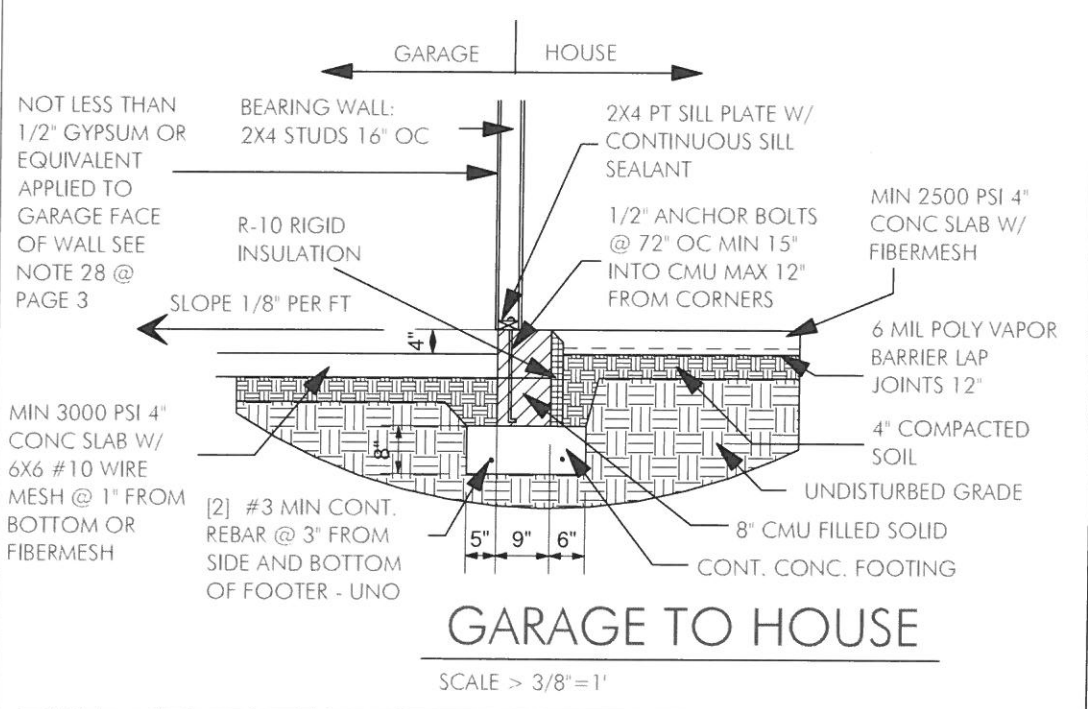 GARAGE
HOUSE
NOT LESS THAN
1/2" GYPSUM OR
EQUIVALENT
APPLIED TO
GARAGE FACE
OF WALL SEE
NOTE 28 @
PAGE 3
BEARING WALL:
2X4 STUDS 16" OC
2X4 PT SILL PLATE W/
CONTINUOUS SILL
SEALANT
R-10 RIGID
INSULATION
1/2" ANCHOR BOLTS
@ 72" OC MIN 15"
INTO CMU MAX 12"
FROM CORNERS
MIN 2500 PSI 4"
CONC SLAB W/
FIBERMESH
SLOPE 1/8" PER FT
4"
6 MIL POLY VAPOR
BARRIER LAP
JOINTS 12"
MIN 3000 PSI 4"
CONC SLAB W/
6X6 #10 WIRE
MESH @ 1" FROM
BOTTOM OR
FIBERMESH
8"
4" COMPACTED
SOIL
UNDISTURBED GRADE
[2] #3 MIN CONT.
REBAR @ 3" FROM
SIDE AND BOTTOM
OF FOOTER - UNO
5"
9"
6"
8" CMU FILLED SOLID
CONT. CONC. FOOTING
GARAGE TO HOUSE
SCALE > 3/8"=1'